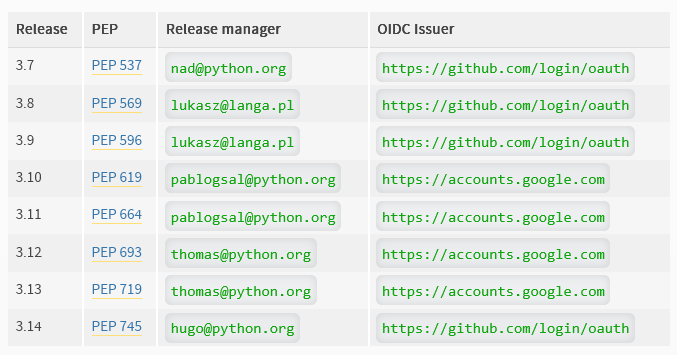 Release PEP Release manager OIDC Issuer
3.7 PEP 537 nad@python.org https://github.com/login/oauth
3.8 PEP 569 lukasz@langa.pl https://github.com/login/oauth
3.9 PEP 596 lukasz@langa.pl https://github.com/login/oauth
3.10 PEP 619 pablogsal@python.org https://accounts.google.com
3.11 PEP 664 pablogsal@python.org https://accounts.google.com
3.12 PEP 693 thomas@python.org https://accounts.google.com
3.13 PEP 719 thomas@python.org https://accounts.google.com
3.14 PEP 745 hugo@python.org https://github.com/login/oauth